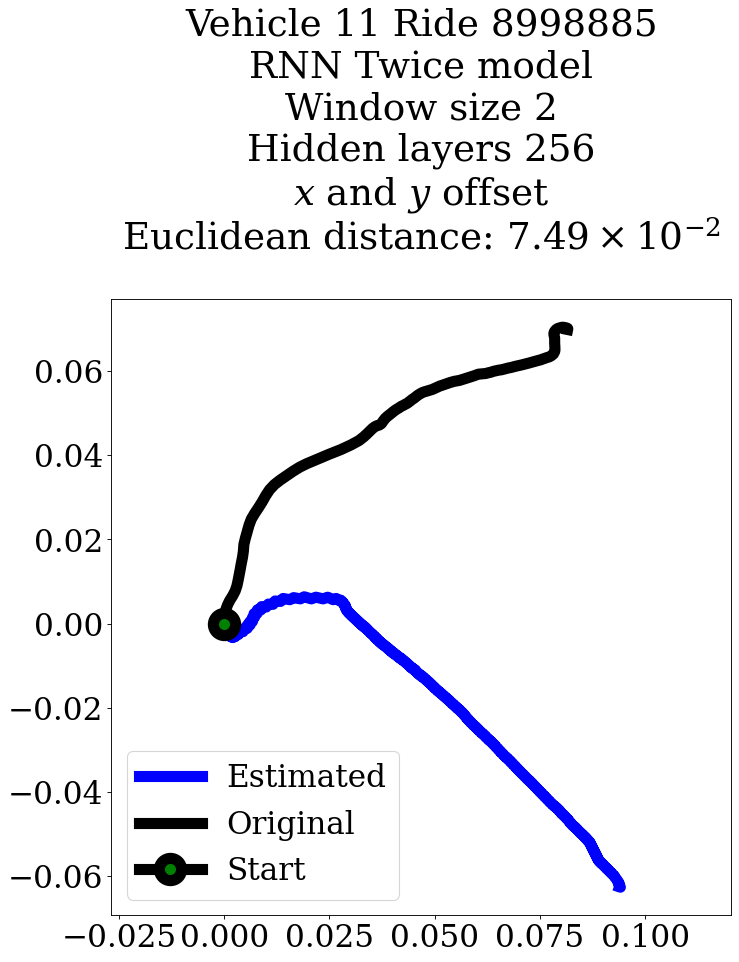 Vehicle 11 Ride 8998885
RNN Twice model
Window size 2
Hidden layers 256
x and y offset
Euclidean distance: 7.49 × 10⁻²
0.06
0.04
0.02
0.00
−0.02
−0.04
−0.06
Estimated
Original
Start
−0.025 0.000 0.025 0.050 0.075 0.100